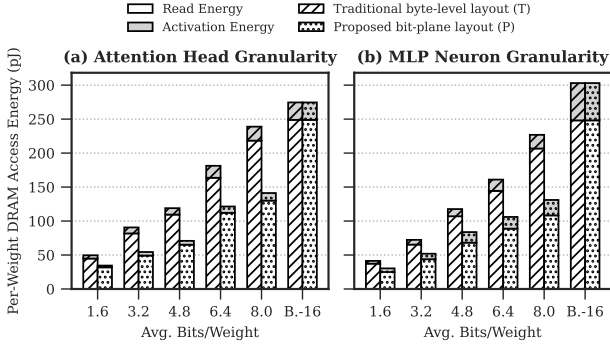 Read Energy
Activation Energy
Traditional byte-level layout (T)
Proposed bit-plane layout (P)
(a) Attention Head Granularity
(b) MLP Neuron Granularity
Per-Weight DRAM Access Energy (pJ)
300
250
200
150
100
50
0
1.6 3.2 4.8 6.4 8.0 B.-16
1.6 3.2 4.8 6.4 8.0 B.-16
Avg. Bits/Weight
Avg. Bits/Weight